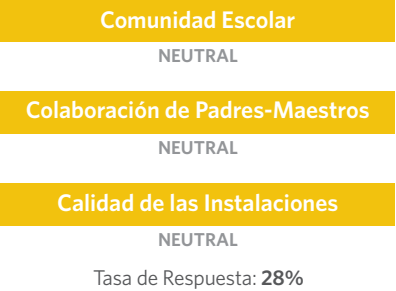 Comunidad Escolar
NEUTRAL
Colaboración de Padres-Maestros
NEUTRAL
Calidad de las Instalaciones
NEUTRAL
Tasa de Respuesta: 28%